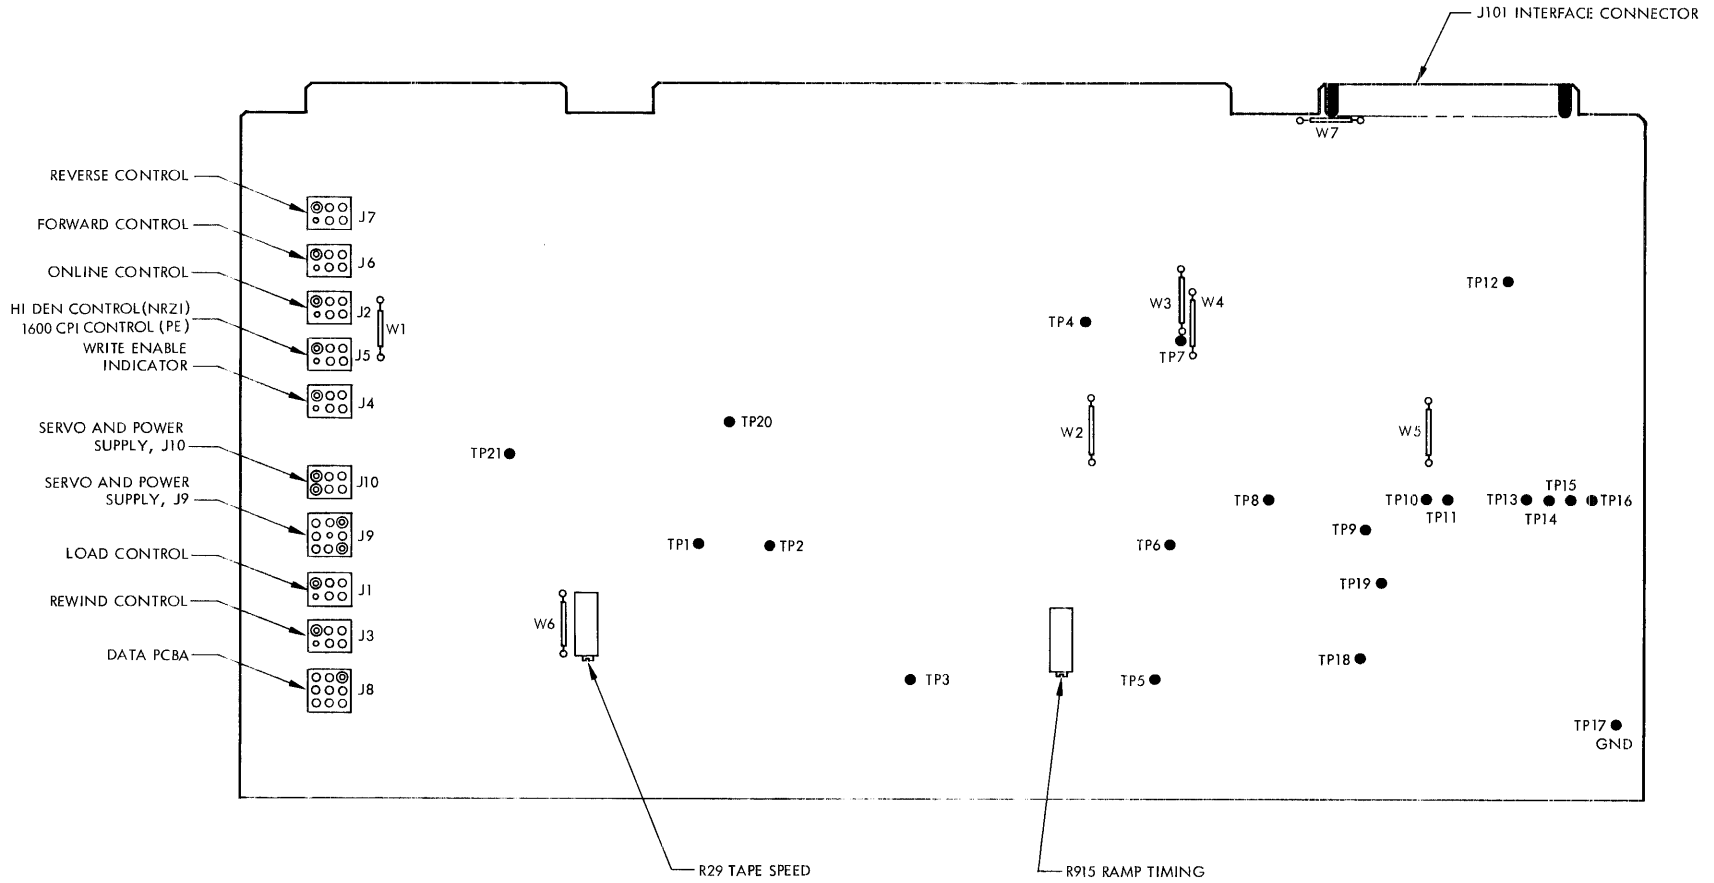 J101 INTERFACE CONNECTOR
W7
REVERSE CONTROL
J7
FORWARD CONTROL
J6
ONLINE CONTROL
J2
HI DEN CONTROL(NRZI)
1600 CPI CONTROL (PE)
J5
W1
WRITE ENABLE
INDICATOR
J4
SERVO AND POWER
SUPPLY, J10
J10
SERVO AND POWER
SUPPLY, J9
J9
LOAD CONTROL
J1
REWIND CONTROL
J3
DATA PCBA
J8
TP12
W3
W4
TP4
TP7
TP20
W2
W5
TP21
TP8
TP10
TP11
TP13
TP14
TP15
TP16
TP9
TP1
TP2
TP6
TP19
W6
TP18
TP3
TP5
TP17
GND
R29 TAPE SPEED
R915 RAMP TIMING